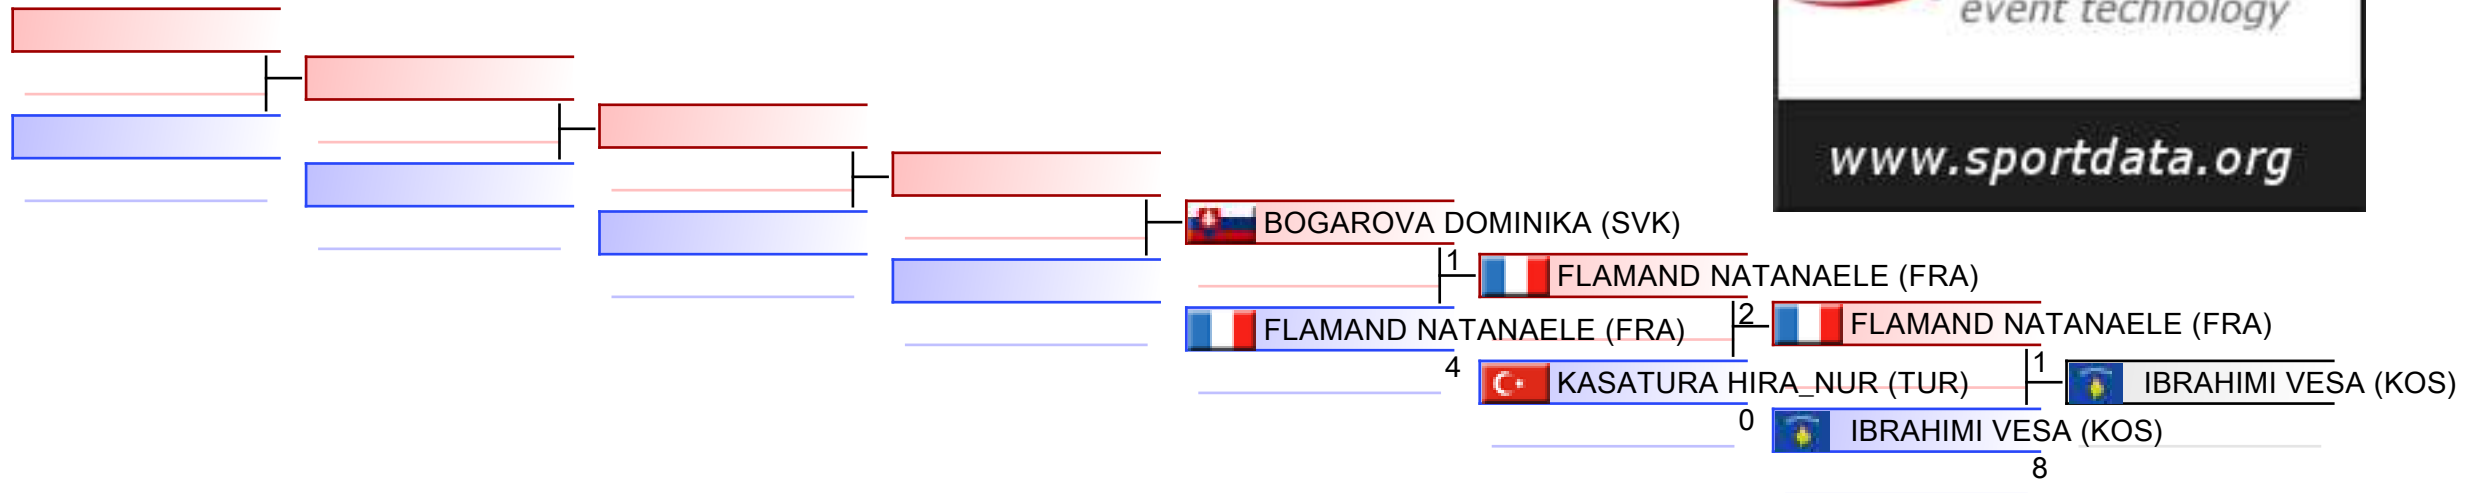 event technology
www.sportdata.org
BOGAROVA DOMINIKA (SVK)
1
FLAMAND NATANAELE (FRA)
FLAMAND NATANAELE (FRA)
4
2
FLAMAND NATANAELE (FRA)
KASATURA HIRA_NUR (TUR)
0
1
IBRAHIMI VESA (KOS)
IBRAHIMI VESA (KOS)
8